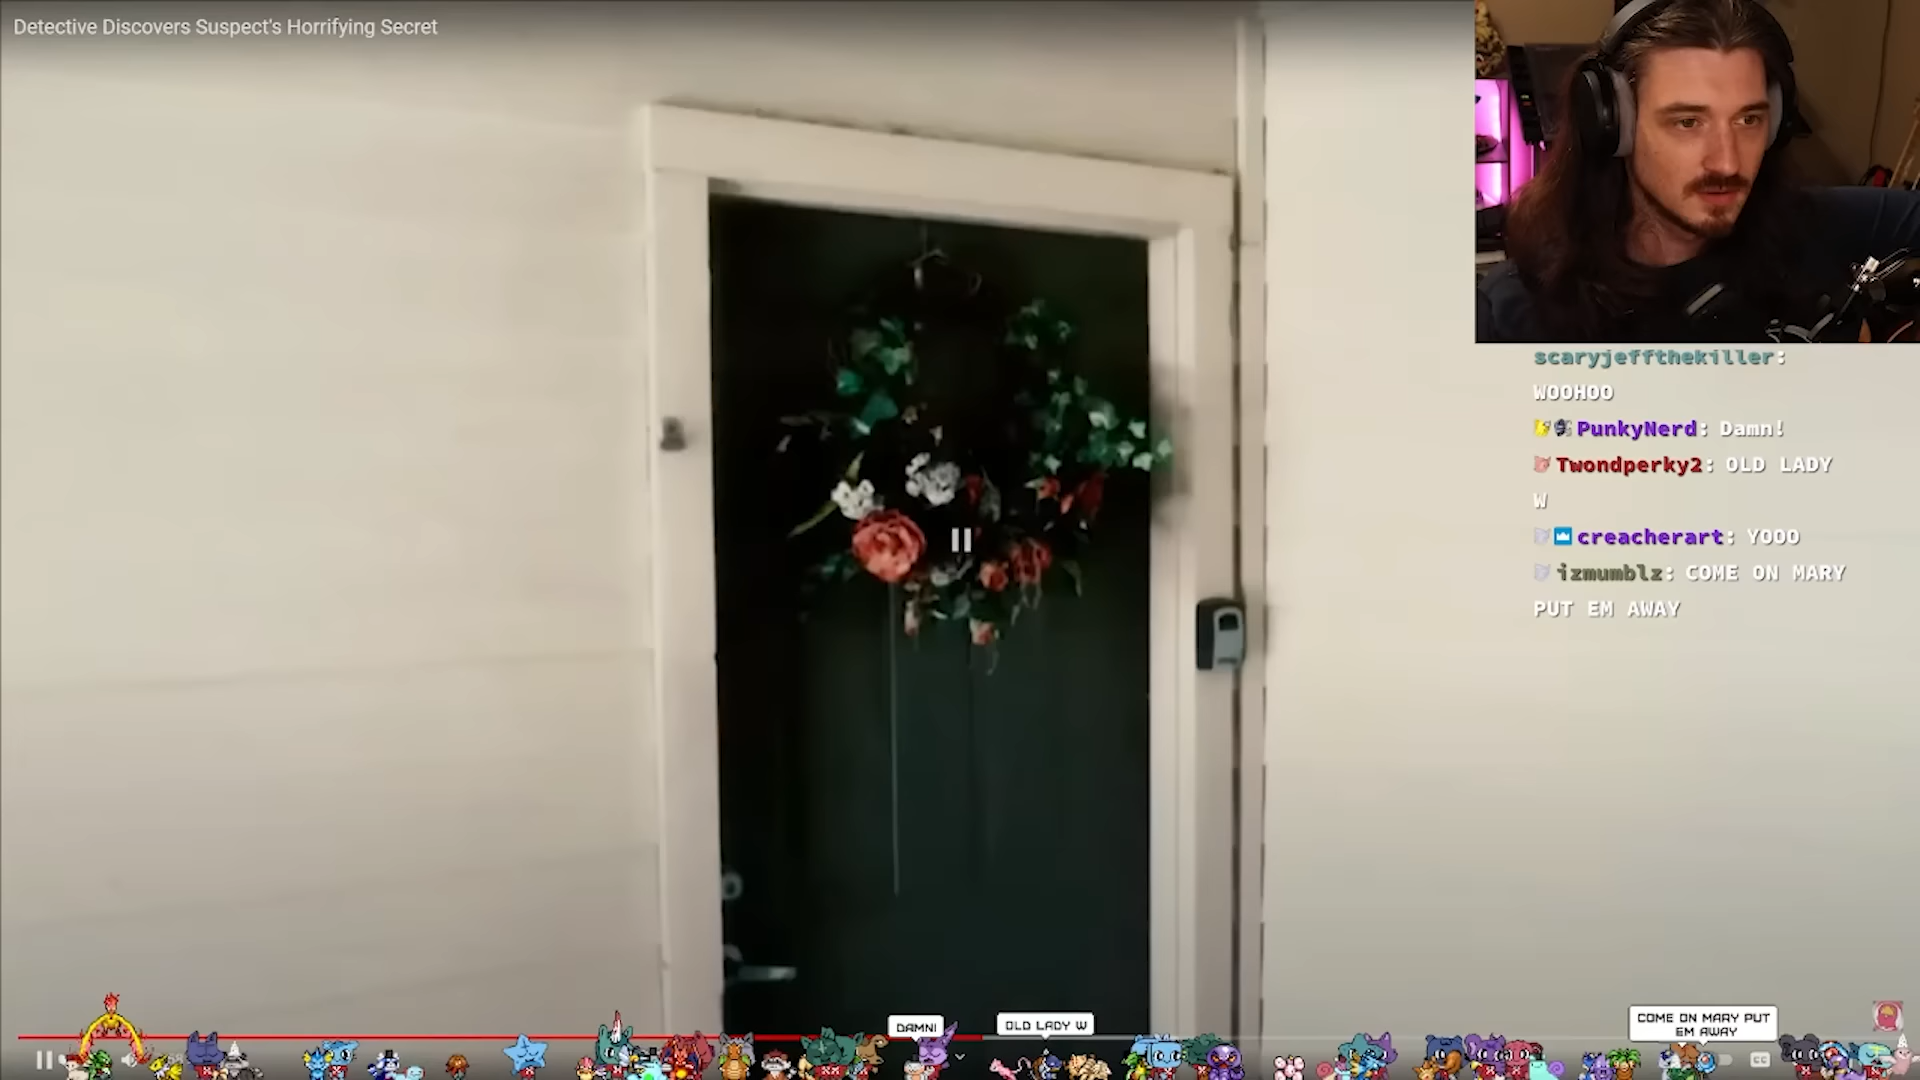 Detective Discovers Suspect's Horrifying Secret
scaryjeffthekiller:
WOOHOO
PunkyNerd: Damn!
Twondperky2: OLD LADY
W
creacherart: YOOO
izmumblz: COME ON MARY
PUT EM AWAY
DAMN!
OLD LADY W
COME ON MARY PUT
EM AWAY
CC